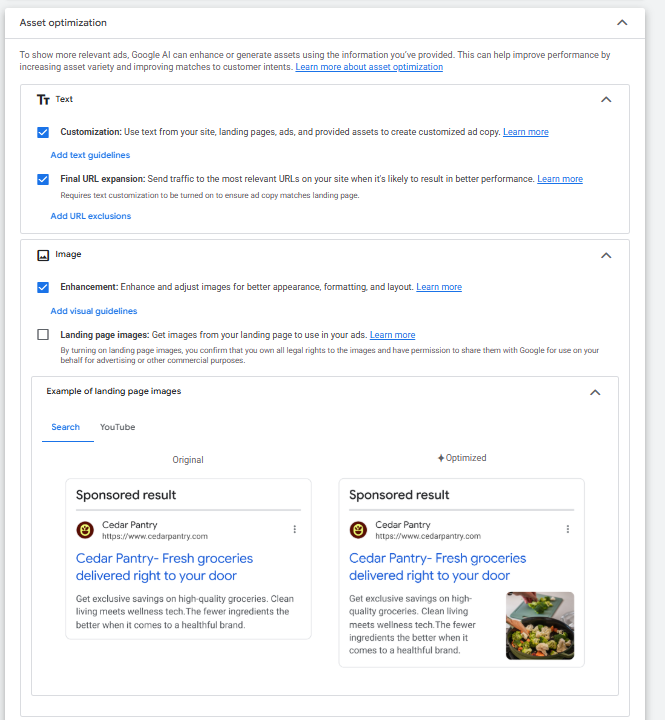 Asset optimization
To show more relevant ads, Google AI can enhance or generate assets using the information you've provided. This can help improve performance by
increasing asset variety and improving matches to customer intents. Learn more about asset optimization
Text
Customization: Use text from your site, landing pages, ads, and provided assets to create customized ad copy. Learn more
Add text guidelines
Final URL expansion: Send traffic to the most relevant URLs on your site when it's likely to result in better performance. Learn more
Requires text customization to be turned on to ensure ad copy matches landing page.
Add URL exclusions
Image
Enhancement: Enhance and adjust images for better appearance, formatting, and layout. Learn more
Add visual guidelines
Landing page images: Get images from your landing page to use in your ads. Learn more
By turning on landing page images, you confirm that you own all legal rights to the images and have permission to share them with Google for use on your
behalf for advertising or other commercial purposes.
Example of landing page images
Search YouTube
Original
Sponsored result
Cedar Pantry
https://www.cedarpantry.com
Cedar Pantry- Fresh groceries
delivered right to your door
Get exclusive savings on high-quality groceries. Clean
living meets wellness tech.The fewer ingredients the
better when it comes to a healthful brand.
Optimized
Sponsored result
Cedar Pantry
https://www.cedarpantry.com
Cedar Pantry- Fresh groceries
delivered right to your door
Get exclusive savings on high-
quality groceries. Clean living
meets wellness tech.The fewer
ingredients the better when it
comes to a healthful brand.